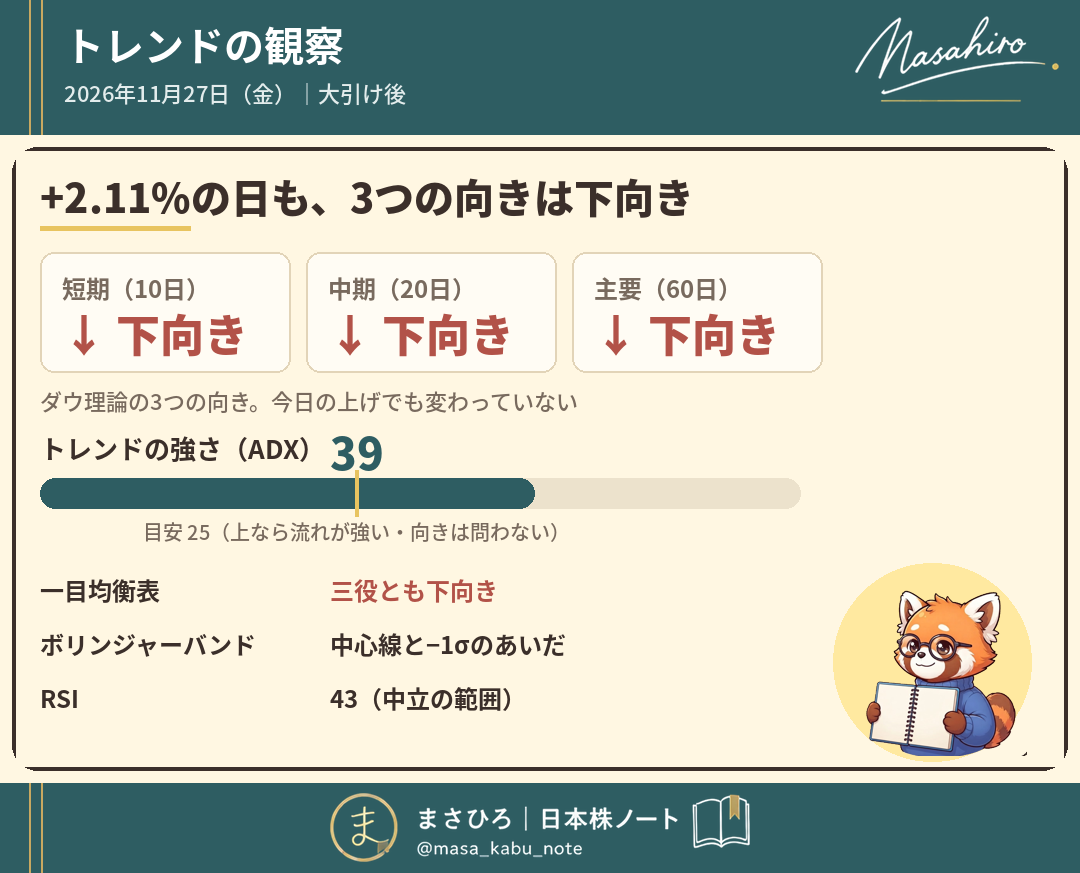 トレンドの観察
2026年11月27日（金）｜大引け後
Masahiro
+2.11%の日も、3つの向きは下向き
短期（10日）
↓ 下向き
中期（20日）
↓ 下向き
主要（60日）
↓ 下向き
ダウ理論の3つの向き。今日の上げでも変わっていない
トレンドの強さ（ADX） 39
目安 25（上なら流れが強い・向きは問わない）
一目均衡表 三役とも下向き
ボリンジャーバンド 中心線と−1σのあいだ
RSI 43（中立の範囲）
ま
まさひろ｜日本株ノート
@masa_kabu_note